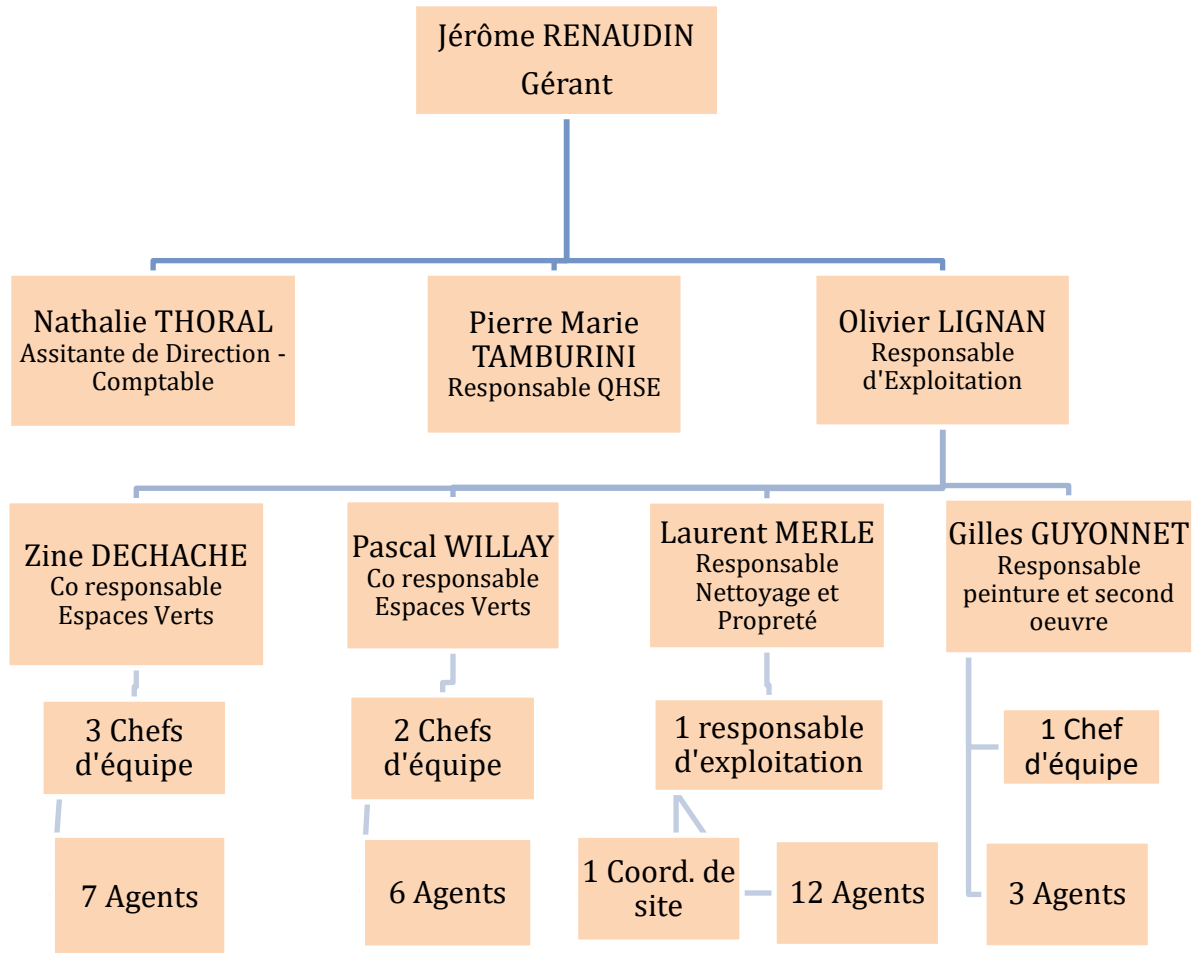 Jérôme RENAUDIN
Gérant
Nathalie THORAL
Assitante de Direction -
Comptable
Pierre Marie
TAMBURINI
Responsable QHSE
Olivier LIGNAN
Responsable
d'Exploitation
Zine DECHACHE
Co responsable
Espaces Verts
Pascal WILLAY
Co responsable
Espaces Verts
Laurent MERLE
Responsable
Nettoyage et
Propreté
Gilles GUYONNET
Responsable
peinture et second
oeuvre
3 Chefs
d'équipe
2 Chefs
d'équipe
1 responsable
d'exploitation
1 Chef
d'équipe
7 Agents
6 Agents
1 Coord. de
site
12 Agents
3 Agents